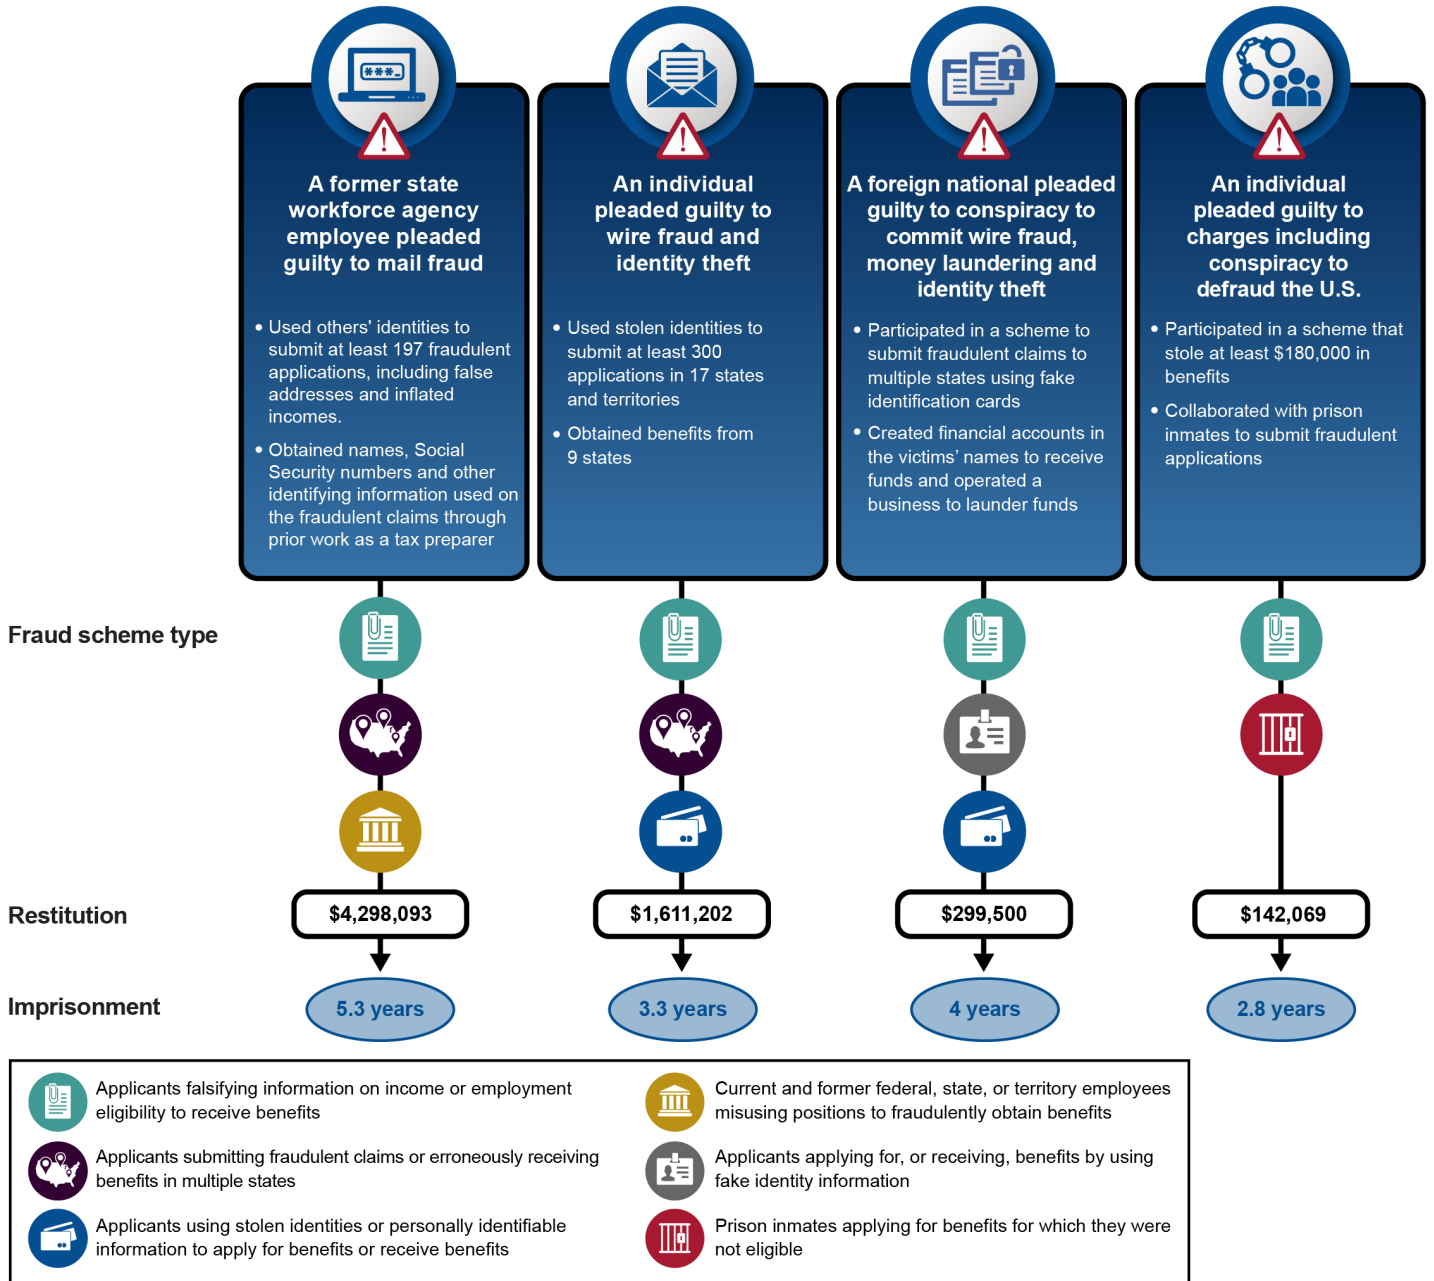 ***_
A former state
workforce agency
employee pleaded
guilty to mail fraud
• Used others' identities to
submit at least 197 fraudulent
applications, including false
addresses and inflated
incomes.
• Obtained names, Social
Security numbers and other
identifying information used on
the fraudulent claims through
prior work as a tax preparer
An individual
pleaded guilty to
wire fraud and
identity theft
• Used stolen identities to
submit at least 300
applications in 17 states
and territories
• Obtained benefits from
9 states
A foreign national pleaded
guilty to conspiracy to
commit wire fraud,
money laundering and
identity theft
• Participated in a scheme to
submit fraudulent claims to
multiple states using fake
identification cards
• Created financial accounts in
the victims’ names to receive
funds and operated a
business to launder funds
An individual
pleaded guilty to
charges including
conspiracy to
defraud the U.S.
• Participated in a scheme that
stole at least $180,000 in
benefits
• Collaborated with prison
inmates to submit fraudulent
applications
Fraud scheme type
Restitution
$4,298,093
$1,611,202
$299,500
$142,069
Imprisonment
5.3 years
3.3 years
4 years
2.8 years
Applicants falsifying information on income or employment
eligibility to receive benefits
Applicants submitting fraudulent claims or erroneously receiving
benefits in multiple states
Applicants using stolen identities or personally identifiable
information to apply for benefits or receive benefits
Current and former federal, state, or territory employees
misusing positions to fraudulently obtain benefits
Applicants applying for, or receiving, benefits by using
fake identity information
Prison inmates applying for benefits for which they were
not eligible